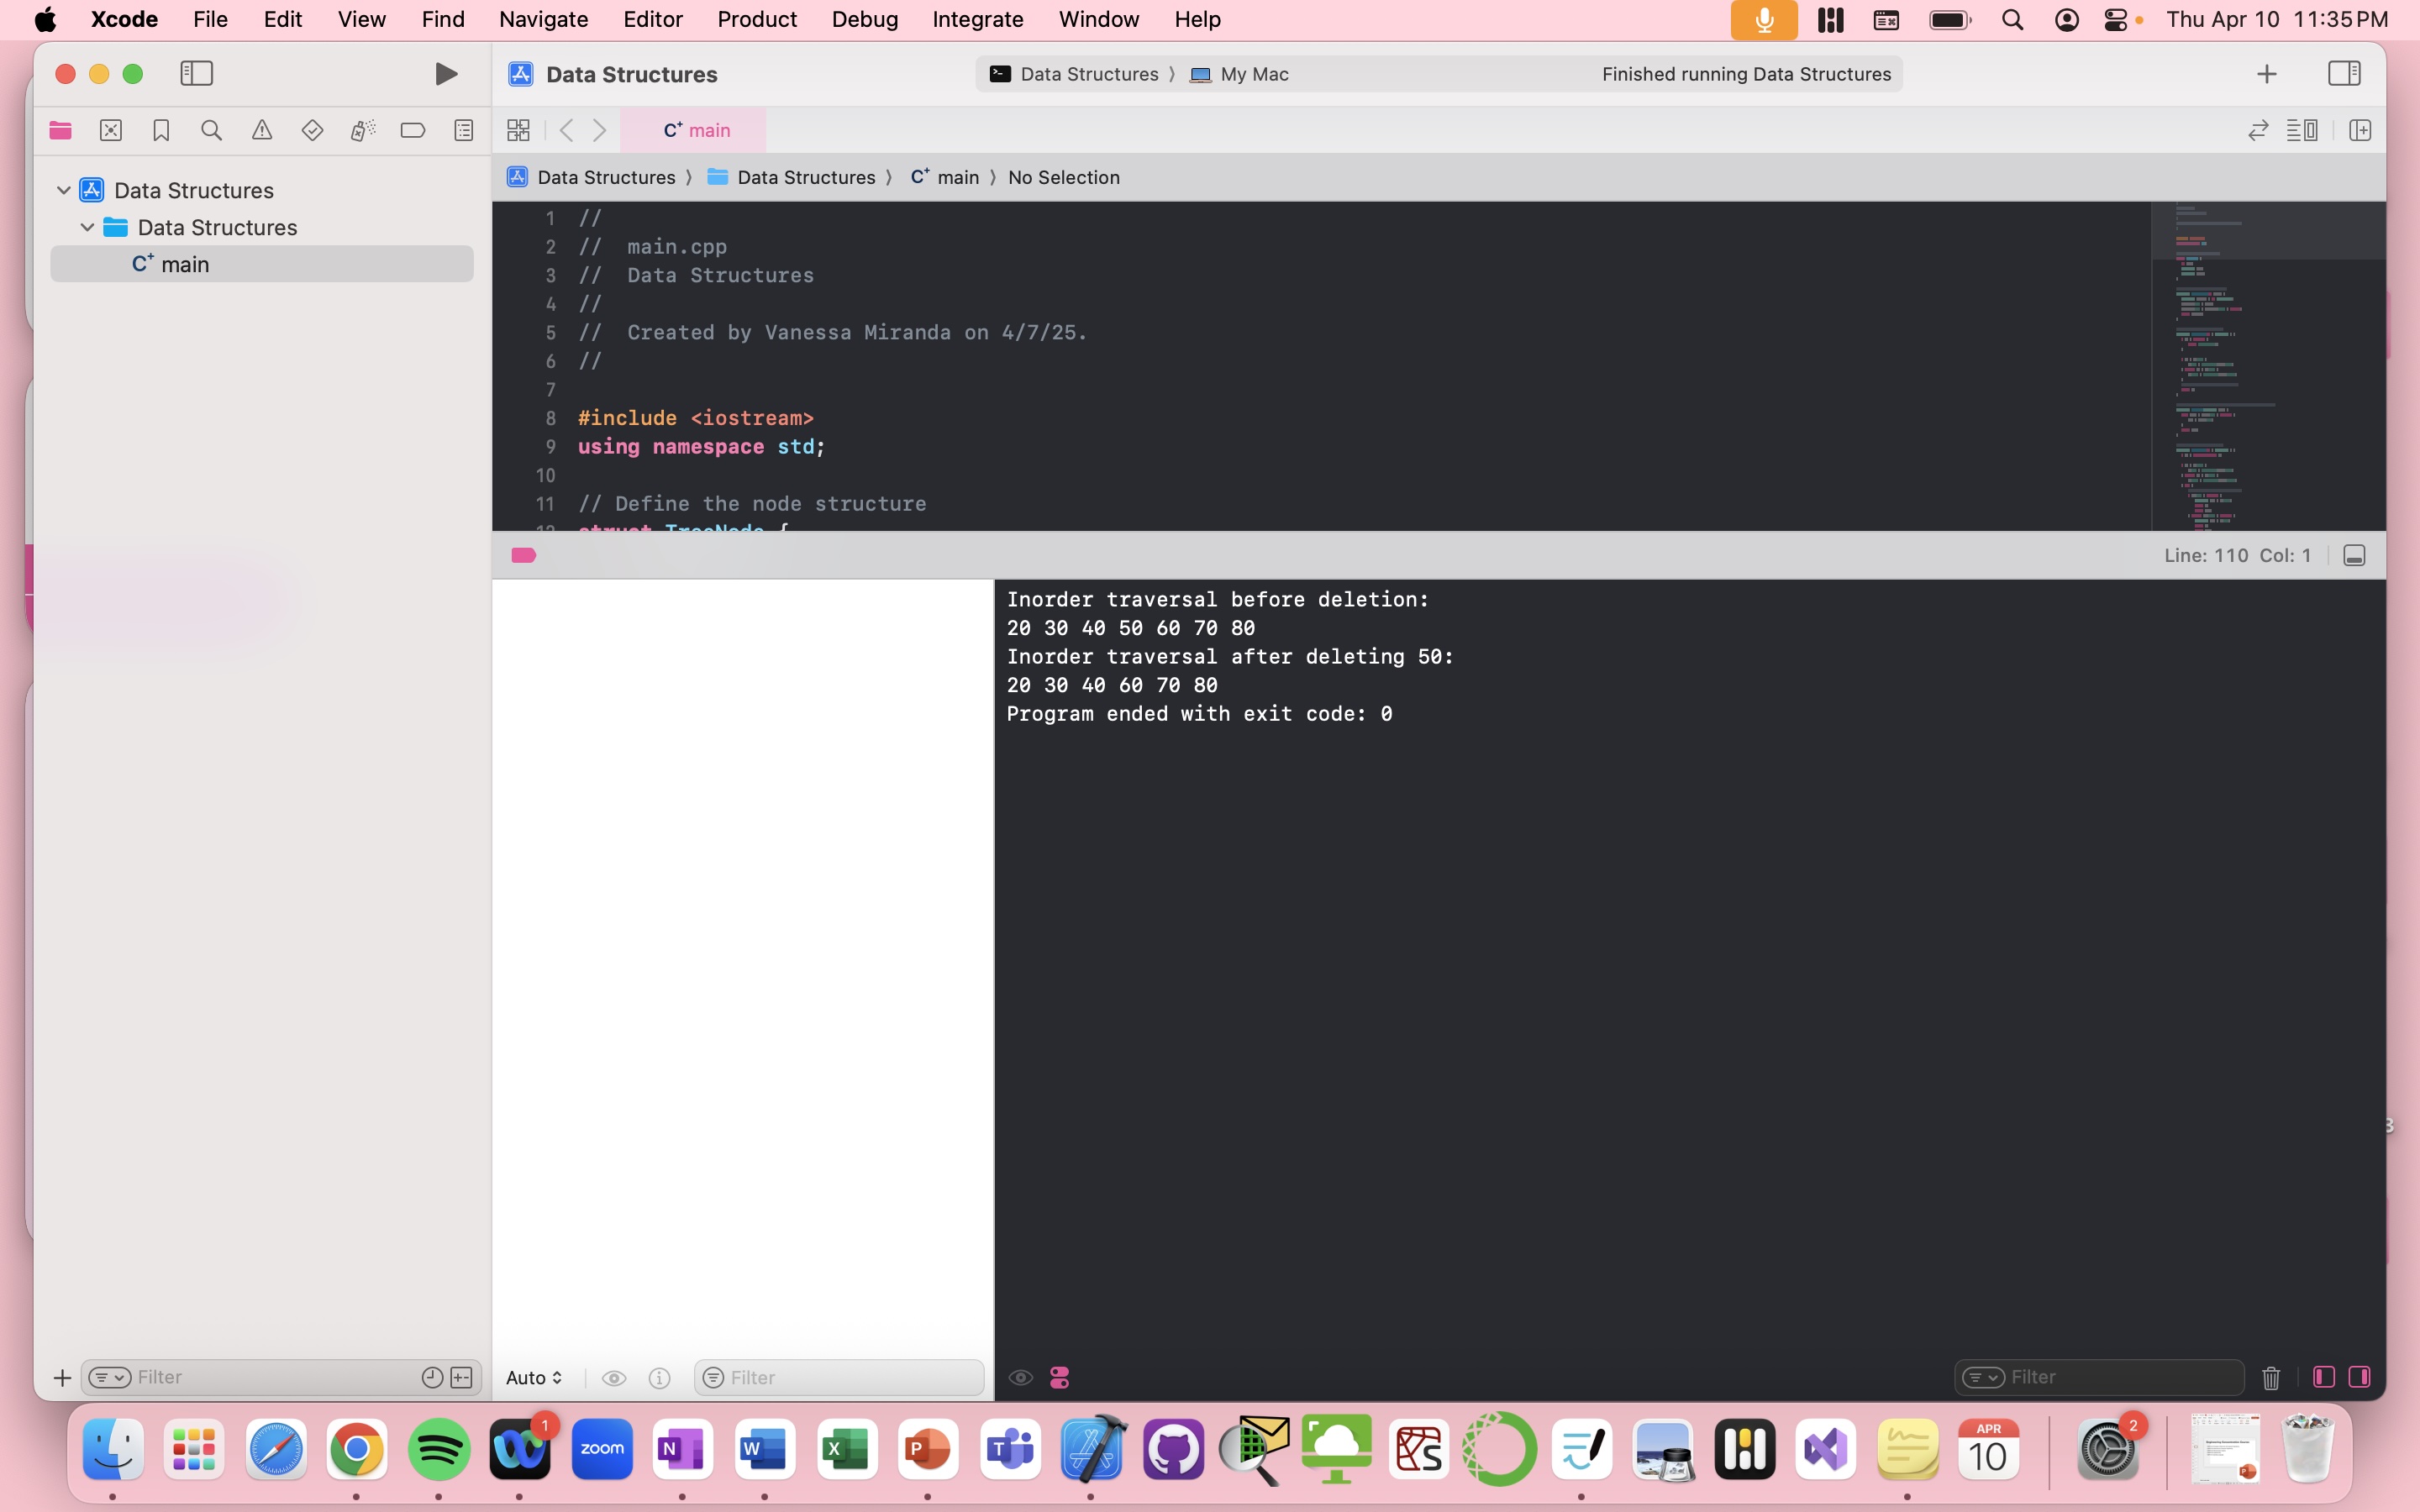 Xcode File Edit View Find Navigate Editor Product Debug Integrate Window Help Thu Apr 10 11:35 PM
Data Structures Data Structures ⟩ My Mac Finished running Data Structures
main
Data Structures ⟩ Data Structures ⟩ main ⟩ No Selection
Data Structures
Data Structures
main
1 //
2 //  main.cpp
3 //  Data Structures
4 //
5 //  Created by Vanessa Miranda on 4/7/25.
6 //
7
8 #include <iostream>
9 using namespace std;
10
11 // Define the node structure
12 struct TreeNode {
Line: 110 Col: 1
Inorder traversal before deletion:
20 30 40 50 60 70 80
Inorder traversal after deleting 50:
20 30 40 60 70 80
Program ended with exit code: 0
Filter Auto Filter Filter
1 zoom N W X P T S APR 10 2